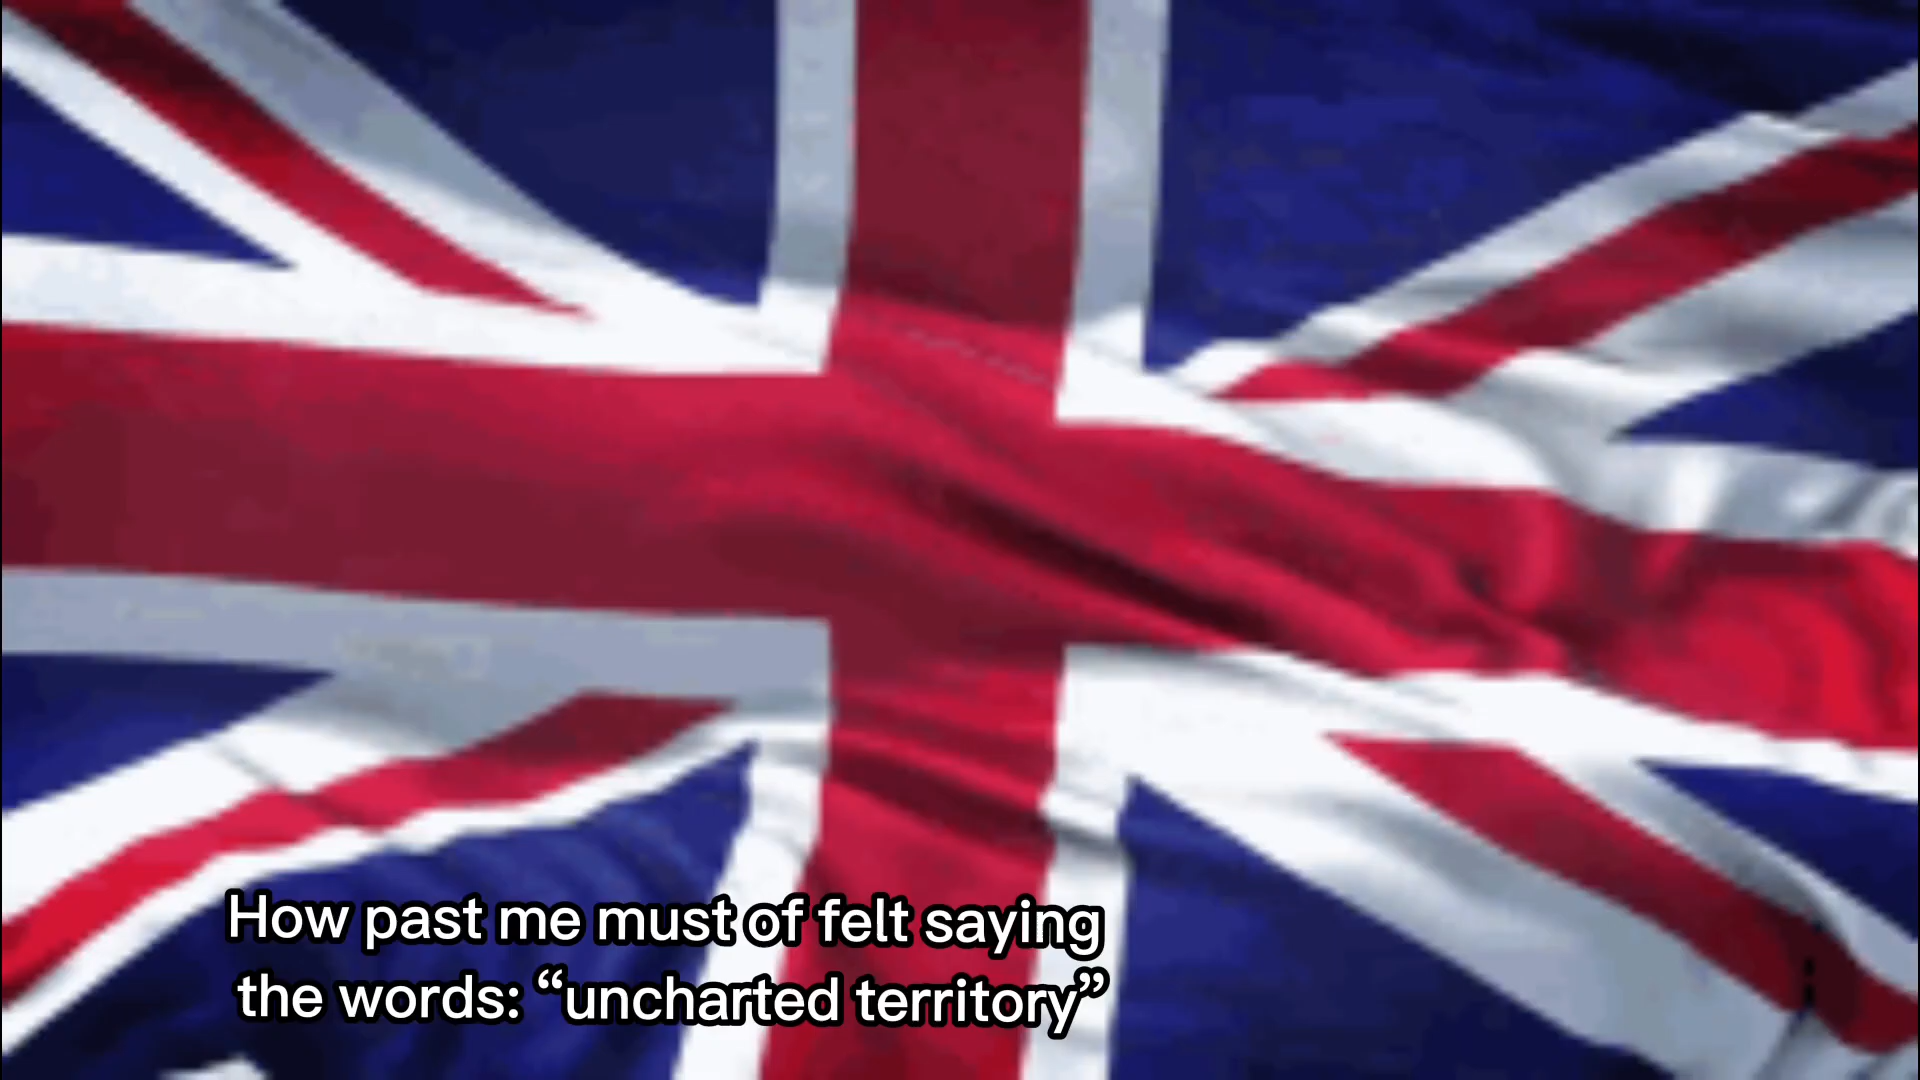 How past me must of felt saying
the words: “uncharted territory”